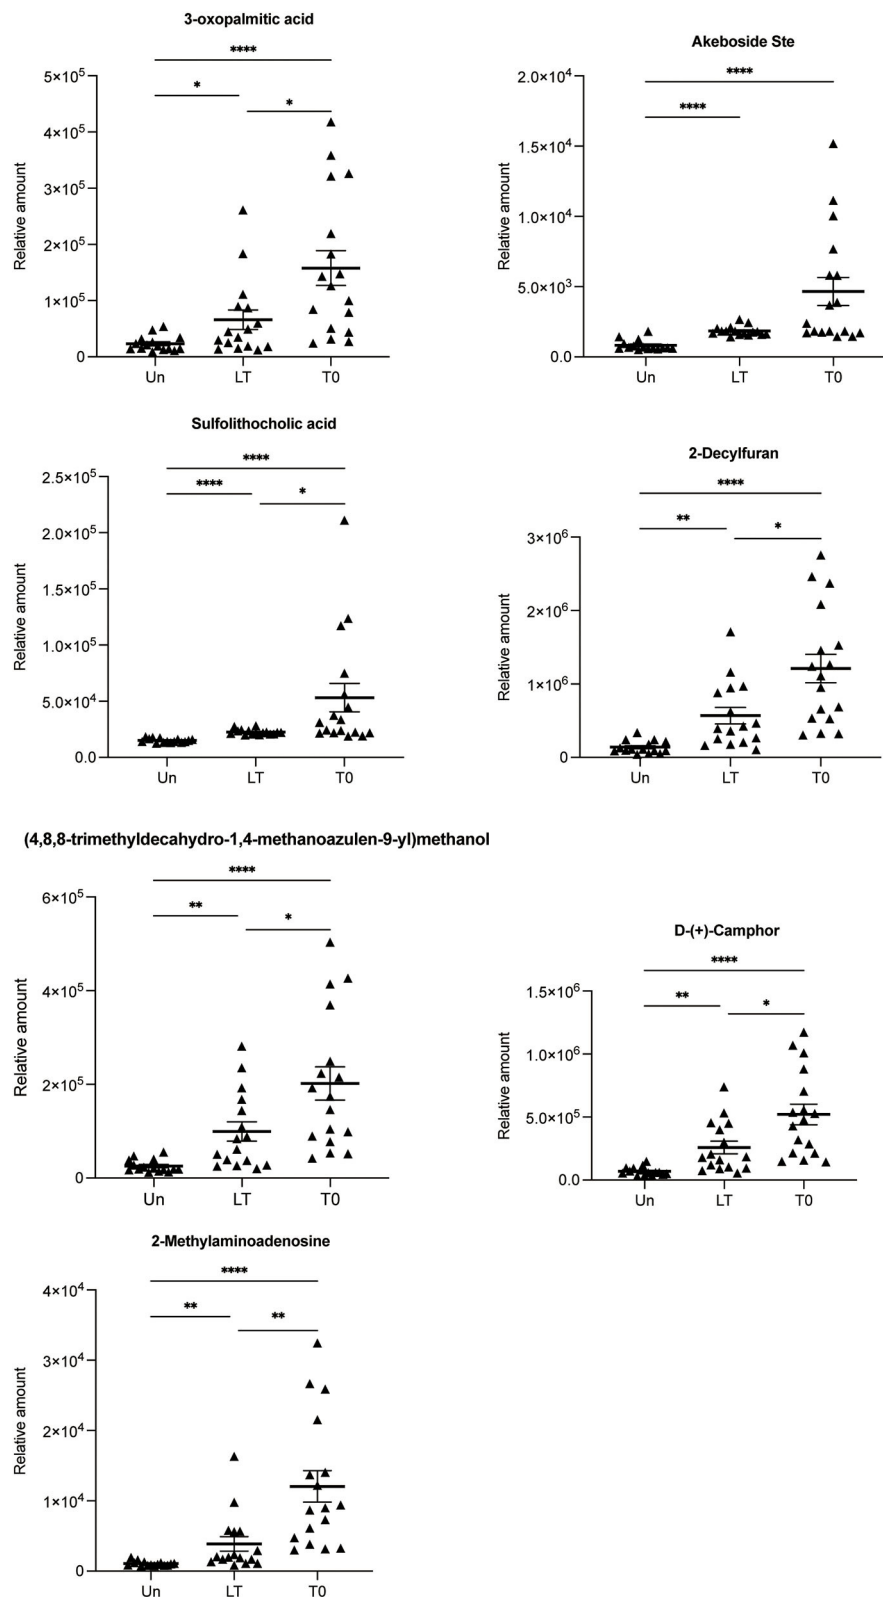 3-oxopalmitic acid
****
*
*
5×10⁵
4×10⁵
3×10⁵
2×10⁵
1×10⁵
0
Relative amount
Un LT T0
Akeboside Ste
****
****
2.0×10⁴
1.5×10⁴
1.0×10⁴
5.0×10³
0.0
Relative amount
Un LT T0
Sulfolithocholic acid
****
****
*
2.5×10⁵
2.0×10⁵
1.5×10⁵
1.0×10⁵
5.0×10⁴
0.0
Relative amount
Un LT T0
2-Decylfuran
****
**
*
3×10⁶
2×10⁶
1×10⁶
0
Relative amount
Un LT T0
(4,8,8-trimethyldecahydro-1,4-methanoazulen-9-yl)methanol
****
**
*
6×10⁵
4×10⁵
2×10⁵
0
Relative amount
Un LT T0
D-(+)-Camphor
****
**
*
1.5×10⁶
1.0×10⁶
5.0×10⁵
0.0
Relative amount
Un LT T0
2-Methylaminoadenosine
****
**
**
4×10⁴
3×10⁴
2×10⁴
1×10⁴
0
Relative amount
Un LT T0